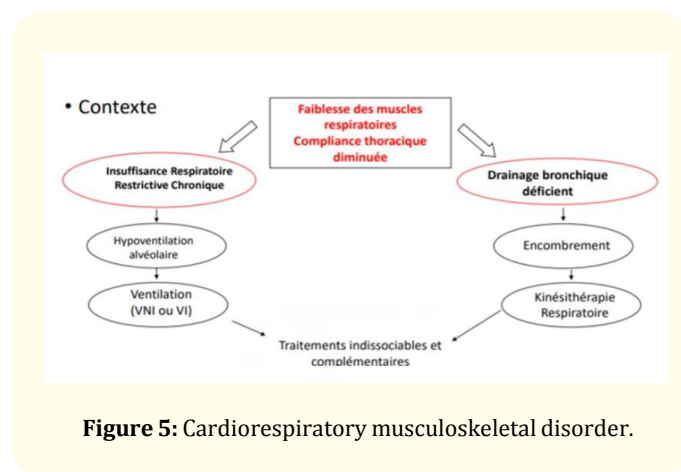 • Contexte
Faiblesse des muscles
respiratoires
Compliance thoracique
diminuée
Insuffisance Respiratoire
Restrictive Chronique
Drainage bronchique
déficient
Hypoventilation
alvéolaire
Encombrement
Ventilation
(VNI ou VI)
Kinésithérapie
Respiratoire
Traitements indissociables et
complémentaires
Figure 5: Cardiorespiratory musculoskeletal disorder.